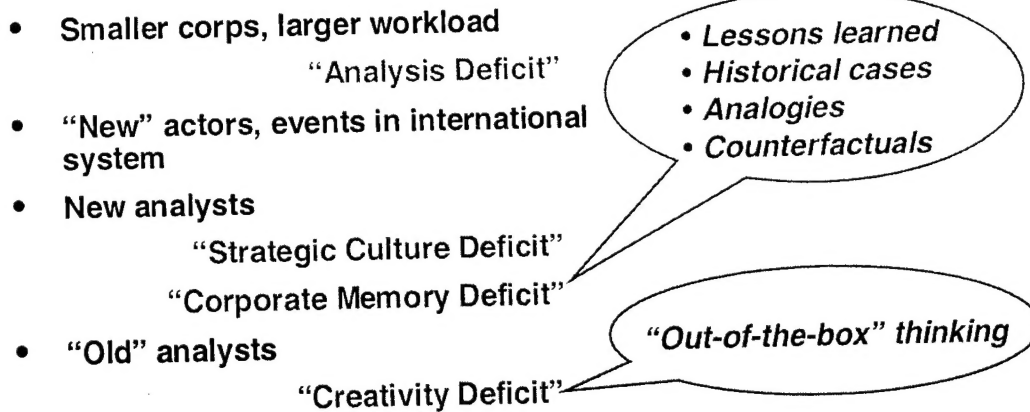 • Smaller corps, larger workload
“Analysis Deficit”
• “New” actors, events in international
system
• New analysts
“Strategic Culture Deficit”
“Corporate Memory Deficit”
• “Old” analysts
“Creativity Deficit”
• Lessons learned
• Historical cases
• Analogies
• Counterfactuals
“Out-of-the-box” thinking